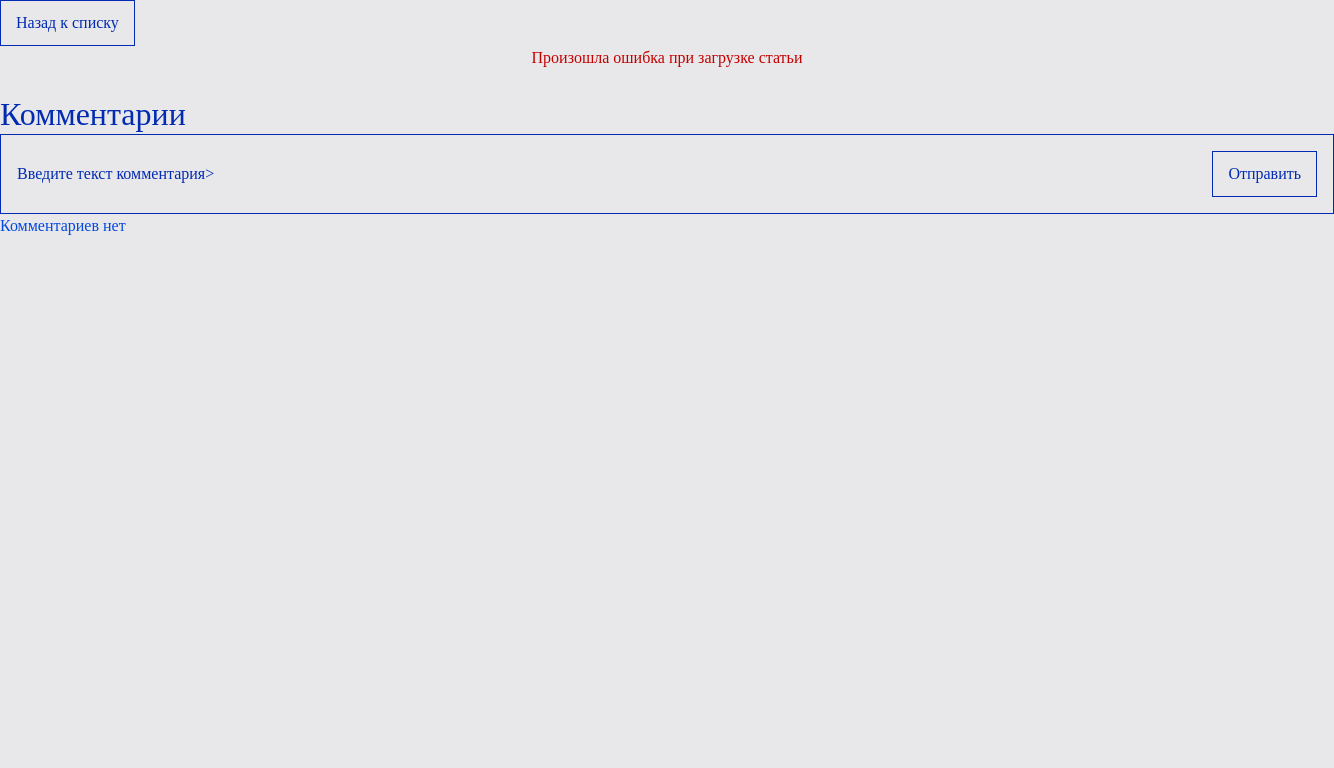 Назад к списку
Произошла ошибка при загрузке статьи
Комментарии
Введите текст комментария>
Отправить
Комментариев нет